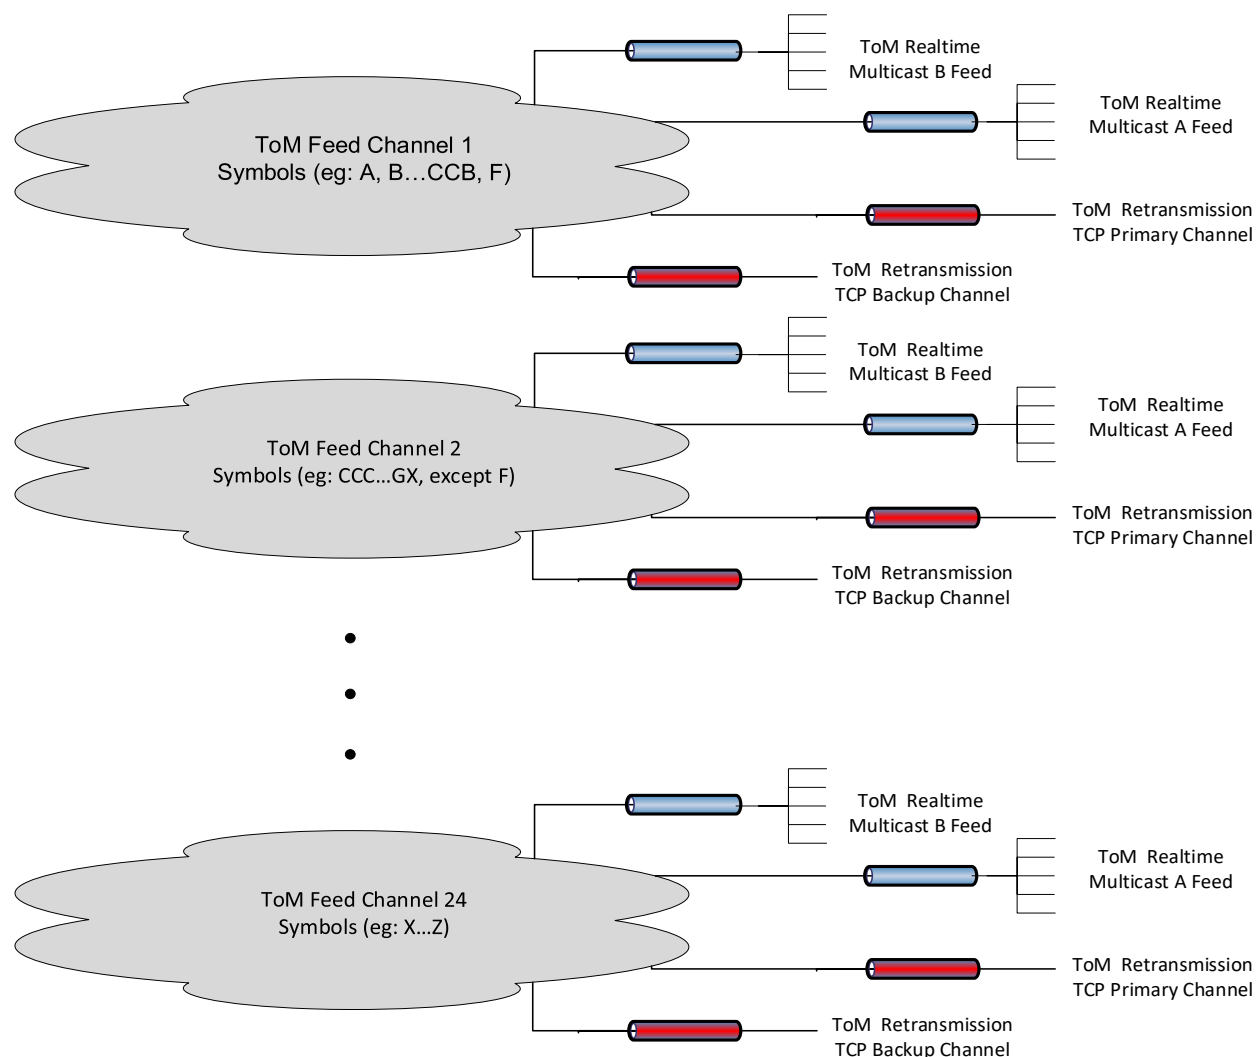 ToM Realtime
Multicast B Feed
ToM Realtime
Multicast A Feed
ToM Feed Channel 1
Symbols (eg: A, B…CCB, F)
ToM Retransmission
TCP Primary Channel
ToM Retransmission
TCP Backup Channel
ToM Realtime
Multicast B Feed
ToM Realtime
Multicast A Feed
ToM Feed Channel 2
Symbols (eg: CCC…GX, except F)
ToM Retransmission
TCP Primary Channel
ToM Retransmission
TCP Backup Channel
ToM Realtime
Multicast B Feed
ToM Realtime
Multicast A Feed
ToM Feed Channel 24
Symbols (eg: X…Z)
ToM Retransmission
TCP Primary Channel
ToM Retransmission
TCP Backup Channel